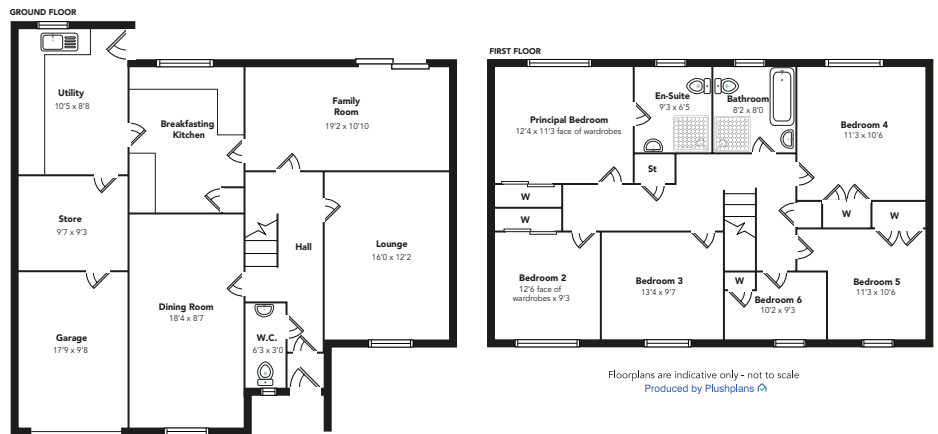 GROUND FLOOR
Utility
10'5 x 8'8
Breakfasting
Kitchen
Family
Room
19'2 x 10'10
Store
9'7 x 9'3
Hall
Lounge
16'0 x 12'2
Dining Room
18'4 x 8'7
Garage
17'9 x 9'8
W.C.
6'3 x 3'0
FIRST FLOOR
Principal Bedroom
12'4 x 11'3 face of wardrobes
En-Suite
9'3 x 6'5
Bathroom
8'2 x 8'0
Bedroom 4
11'3 x 10'6
St
W
W
W
W
Bedroom 2
12'6 face of
wardrobes x 9'3
Bedroom 3
13'4 x 9'7
W
Bedroom 6
10'2 x 9'3
Bedroom 5
11'3 x 10'6
Floorplans are indicative only - not to scale
Produced by Plushplans